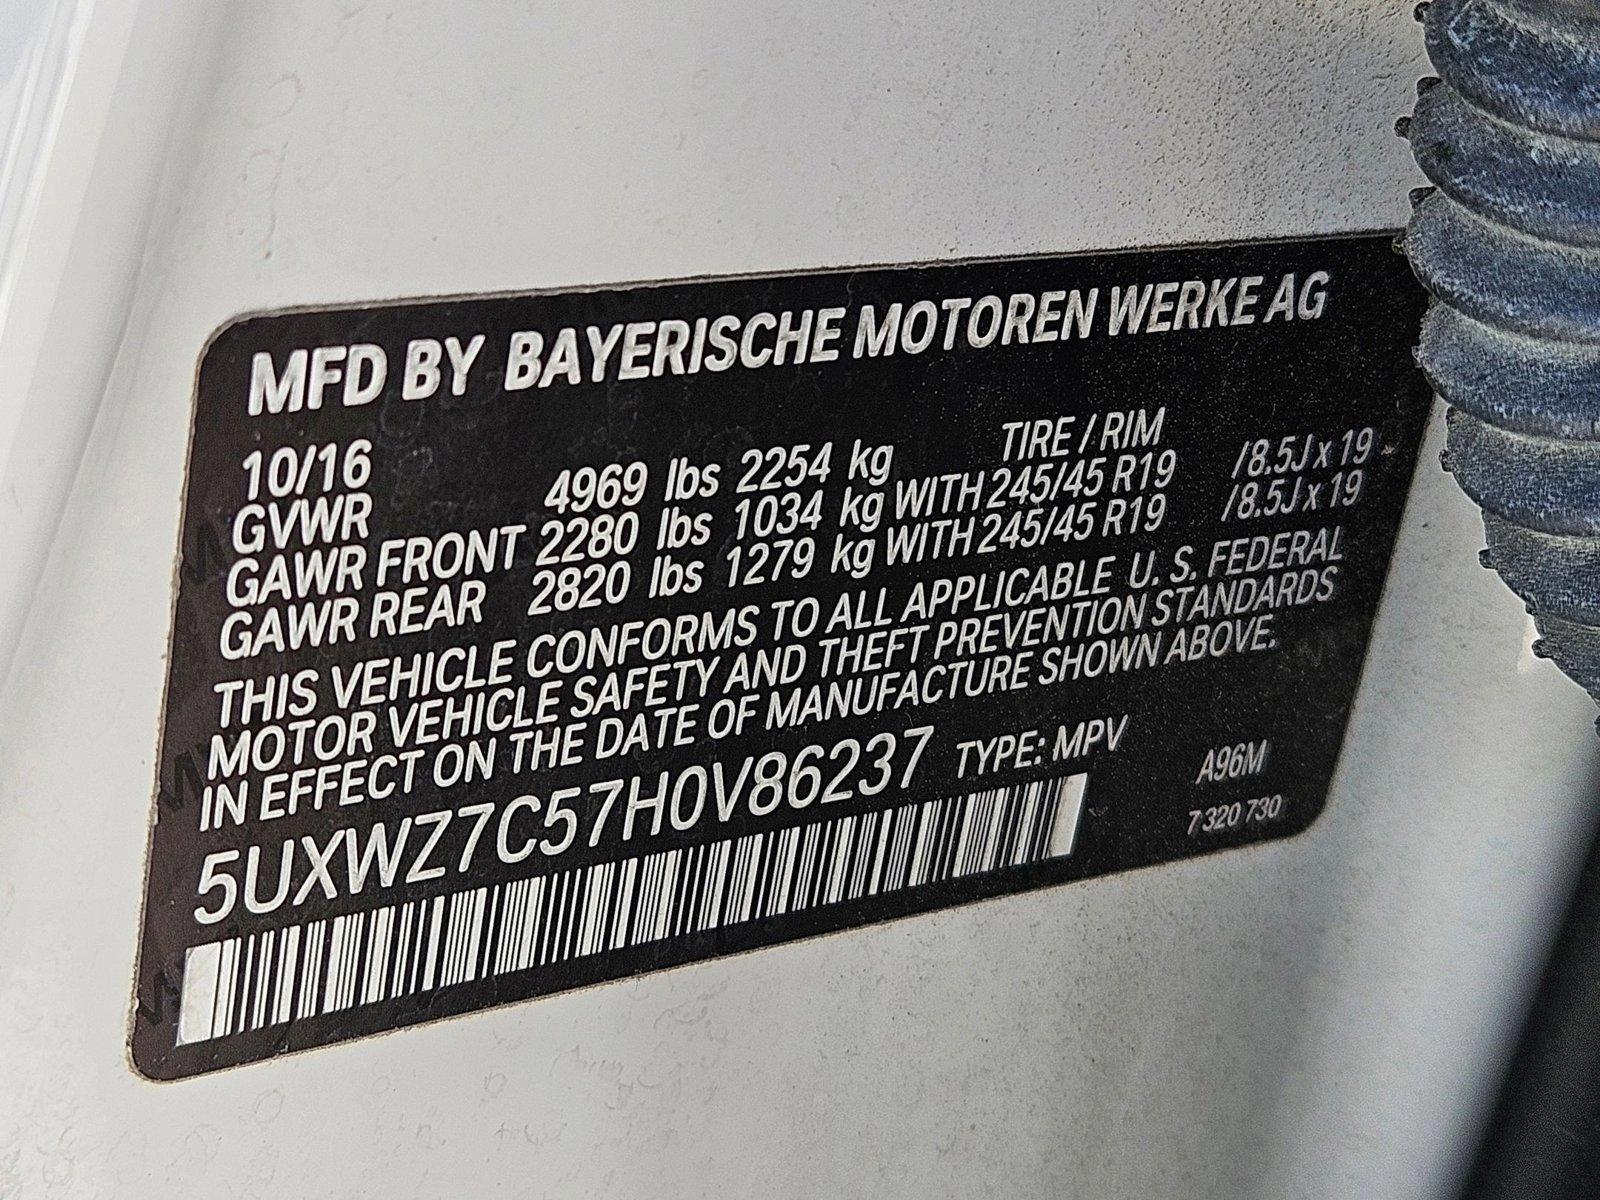 MFD BY BAYERISCHE MOTOREN WERKE AG
10/16 TIRE / RIM
GVWR 4969 lbs 2254 kg
GAWR FRONT 2280 lbs 1034 kg WITH 245/45 R19 /8.5J x 19
GAWR REAR 2820 lbs 1279 kg WITH 245/45 R19 /8.5J x 19
THIS VEHICLE CONFORMS TO ALL APPLICABLE U. S. FEDERAL
MOTOR VEHICLE SAFETY AND THEFT PREVENTION STANDARDS
IN EFFECT ON THE DATE OF MANUFACTURE SHOWN ABOVE.
5UXWZ7C57H0V86237 TYPE: MPV
A96M
7 320 730